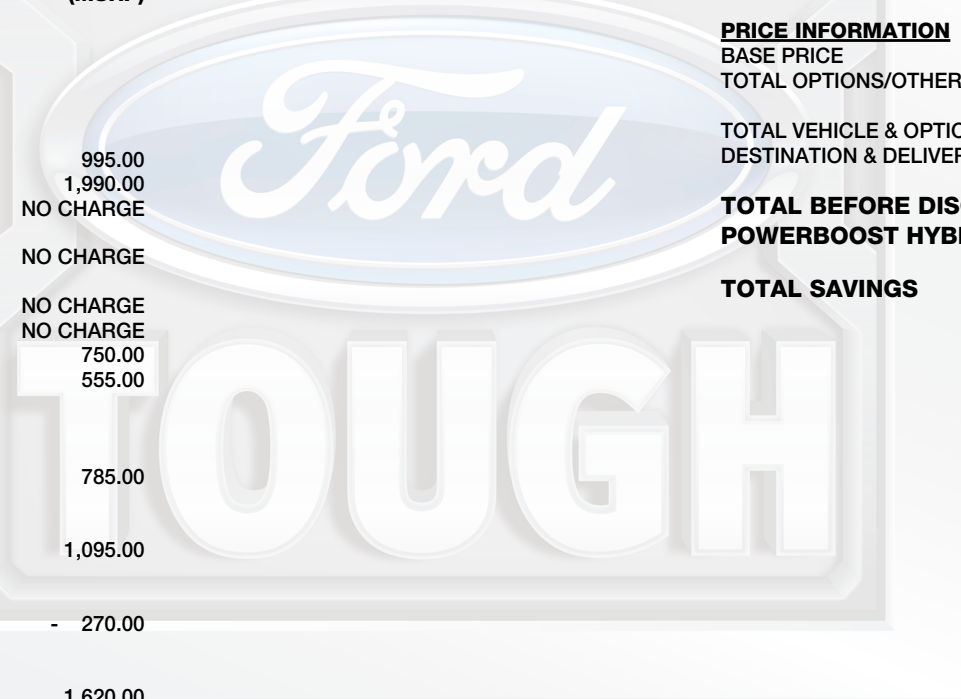 (MSRP)
995.00
1,990.00
NO CHARGE
NO CHARGE
NO CHARGE
NO CHARGE
750.00
555.00
785.00
1,095.00
- 270.00
1,620.00
PRICE INFORMATION
BASE PRICE
TOTAL OPTIONS/OTHER
TOTAL VEHICLE & OPTIO
DESTINATION & DELIVER
TOTAL BEFORE DIS
POWERBOOST HYB
TOTAL SAVINGS
Ford
TOUGH